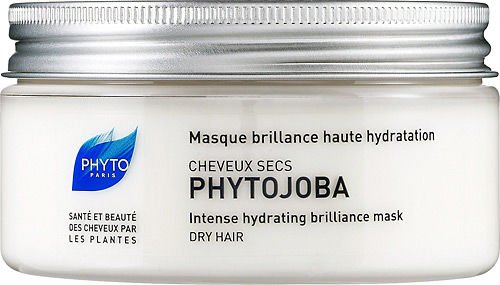 PHYTO
PARIS
SANTÉ ET BEAUTÉ
DES CHEVEUX PAR
LES PLANTES
Masque brillance haute hydratation
CHEVEUX SECS
PHYTOJOBA
Intense hydrating brilliance mask
DRY HAIR